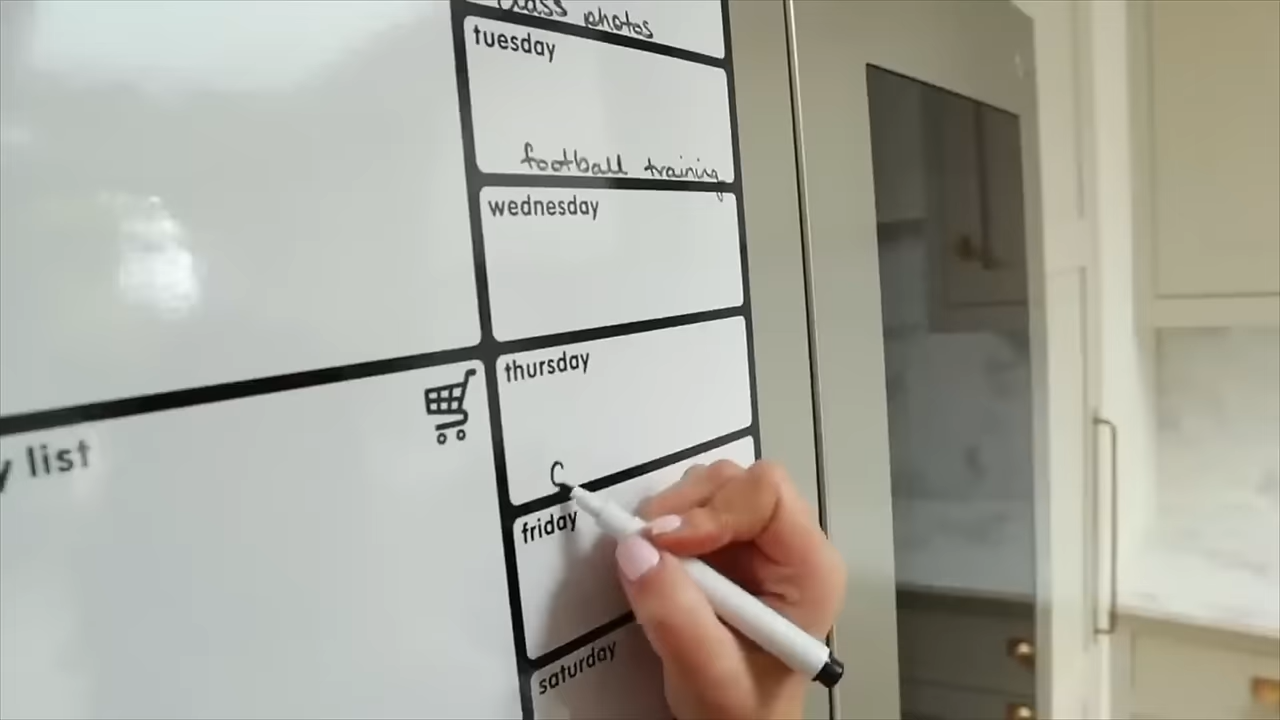 class photos
tuesday
football training
wednesday
thursday
c
friday
saturday
list